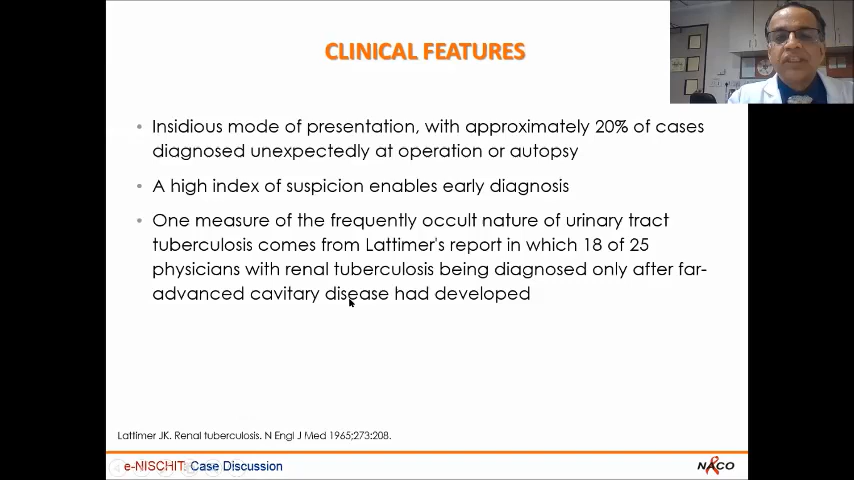 CLINICAL FEATURES
• Insidious mode of presentation, with approximately 20% of cases
diagnosed unexpectedly at operation or autopsy
• A high index of suspicion enables early diagnosis
• One measure of the frequently occult nature of urinary tract
tuberculosis comes from Lattimer's report in which 18 of 25
physicians with renal tuberculosis being diagnosed only after far-
advanced cavitary disease had developed
Lattimer JK. Renal tuberculosis. N Engl J Med 1965;273:208.
e-NISCHIT: Case Discussion
NACO